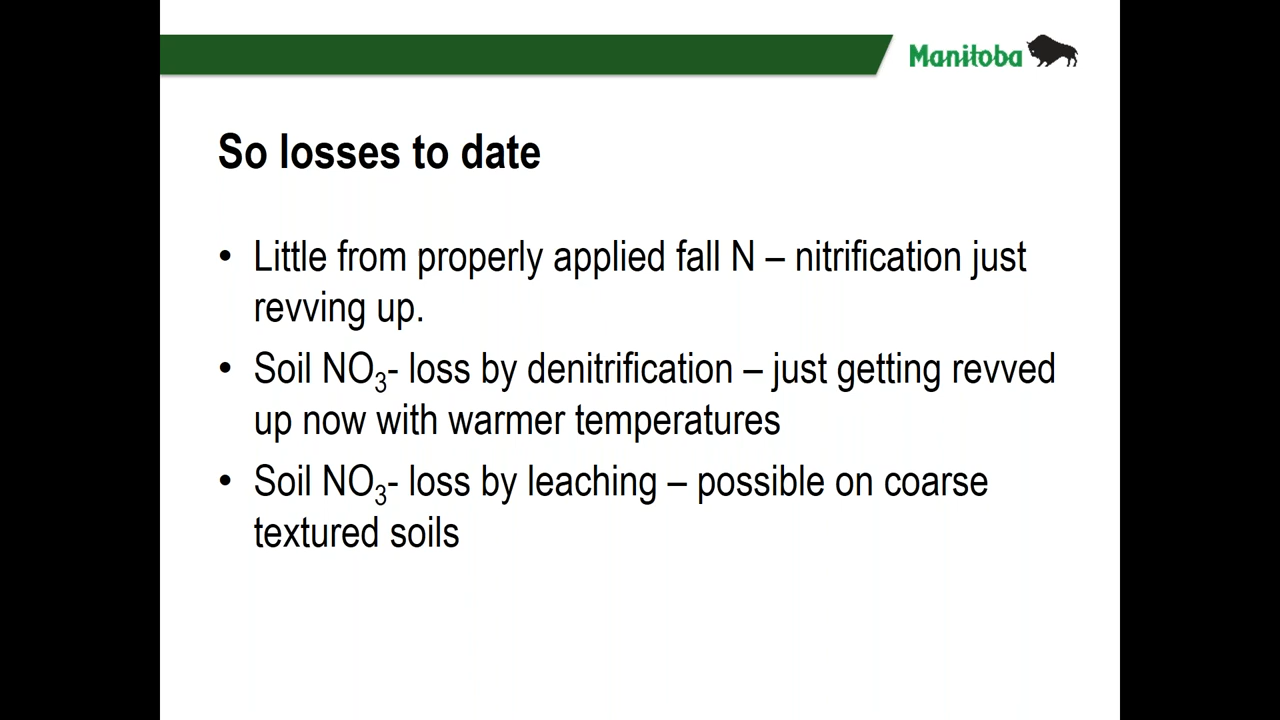 Manitoba
So losses to date
• Little from properly applied fall N – nitrification just
revving up.
• Soil NO₃- loss by denitrification – just getting revved
up now with warmer temperatures
• Soil NO₃- loss by leaching – possible on coarse
textured soils